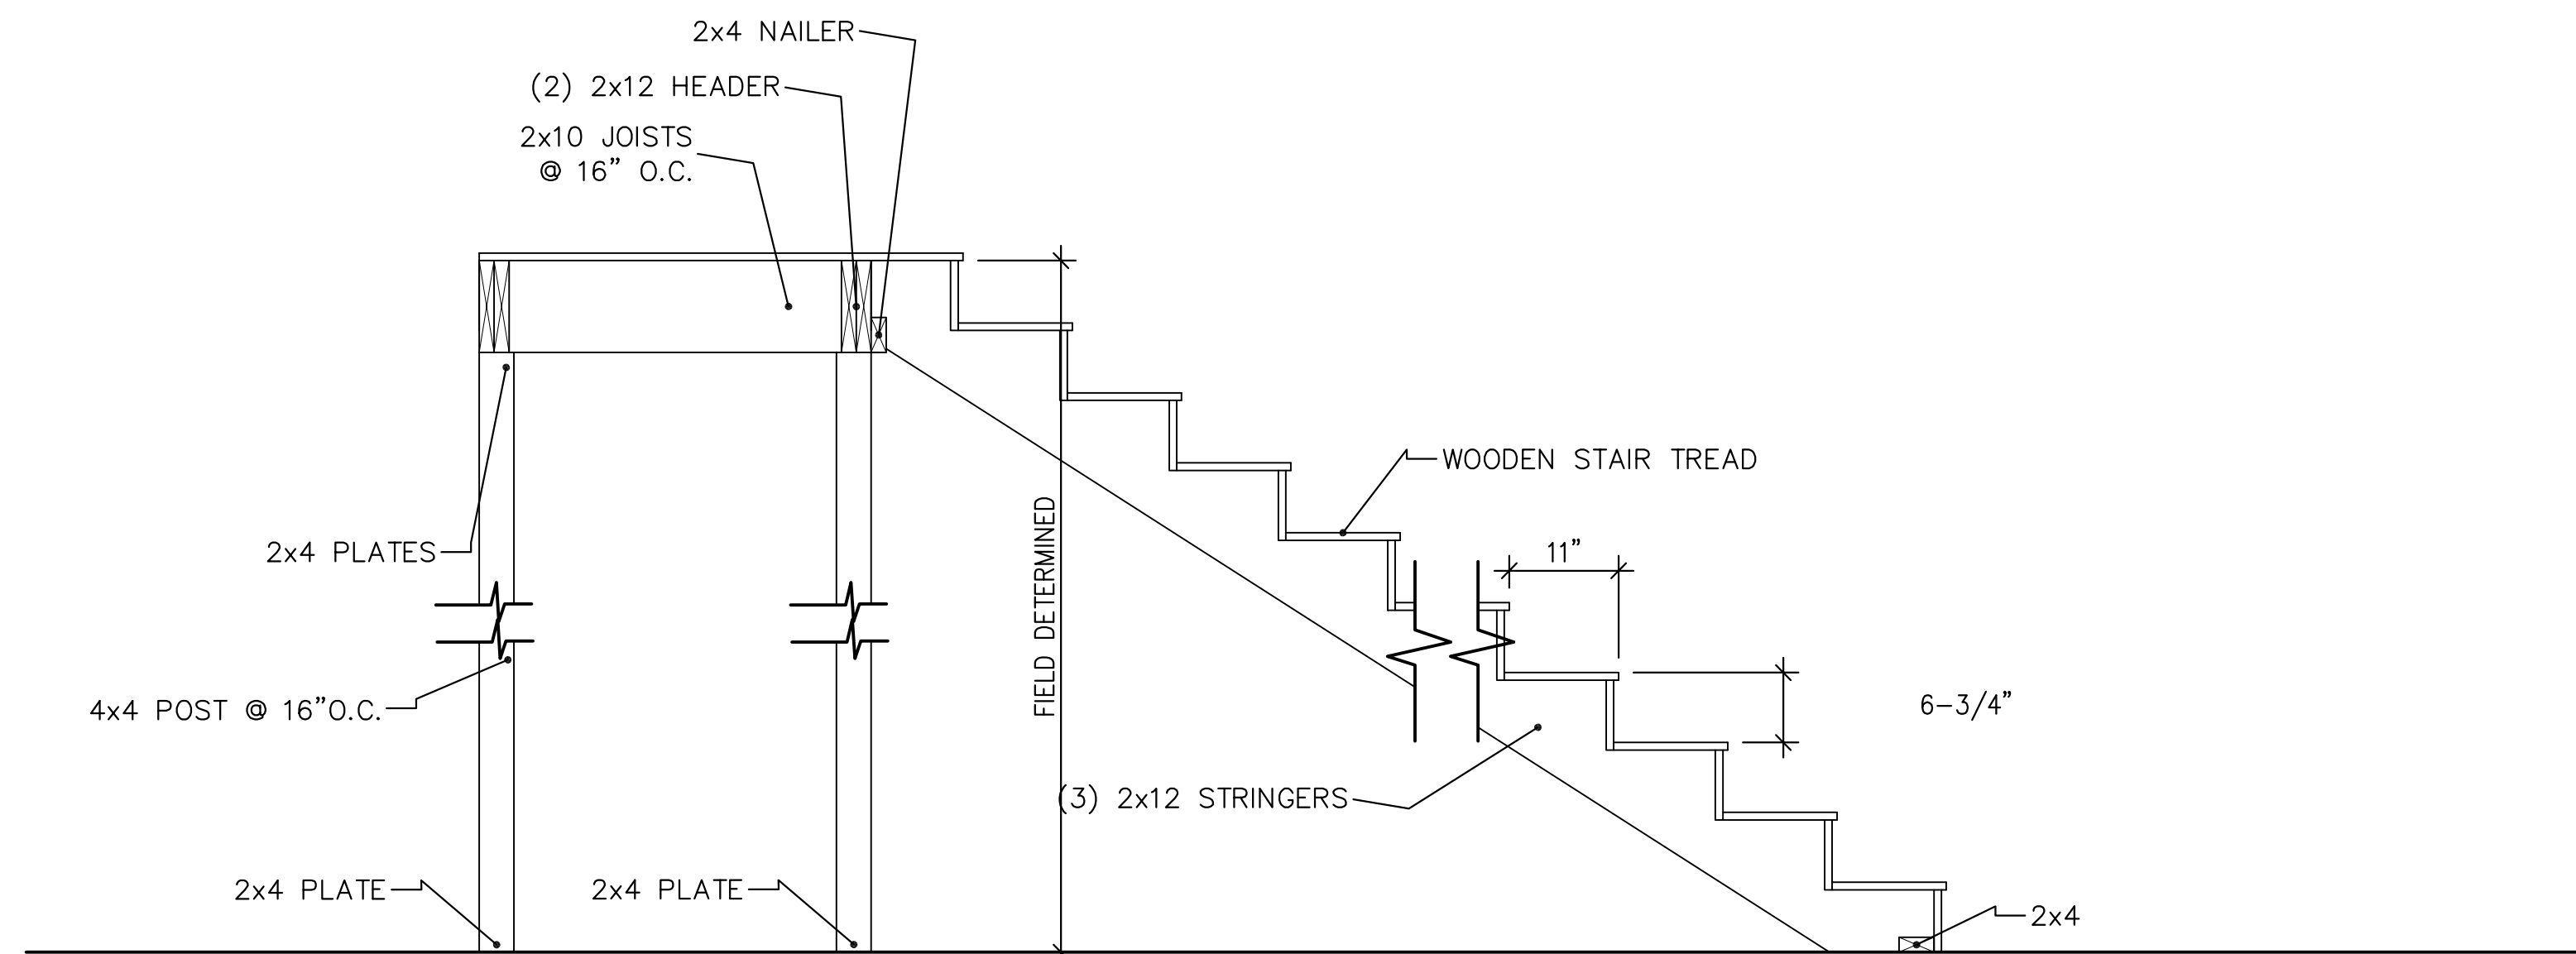 2x4 NAILER
(2) 2x12 HEADER
2x10 JOISTS
@ 16” O.C.
WOODEN STAIR TREAD
11”
2x4 PLATES
FIELD DETERMINED
4x4 POST @ 16”O.C.
6-3/4”
(3) 2x12 STRINGERS
2x4 PLATE
2x4 PLATE
2x4